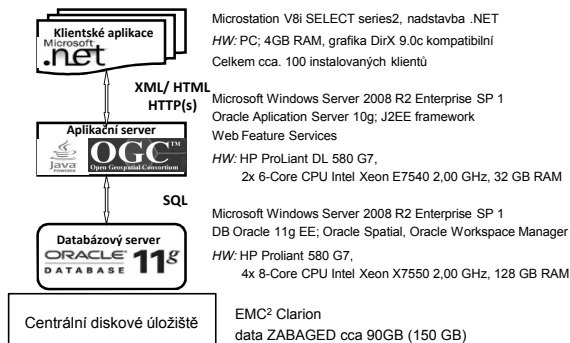 Klientské aplikace
Microsoft
.net
Microstation V8i SELECT series2, nadstavba .NET
HW: PC; 4GB RAM, grafika DirX 9.0c kompatibilní
Celkem cca. 100 instalovaných klientů
XML/ HTML
HTTP(s)
Aplikační server
Java
POWERED
OGC™
Open Geospatial Consortium
Microsoft Windows Server 2008 R2 Enterprise SP 1
Oracle Aplication Server 10g; J2EE framework
Web Feature Services
HW: HP ProLiant DL 580 G7,
2x 6-Core CPU Intel Xeon E7540 2,00 GHz, 32 GB RAM
SQL
Databázový server
ORACLE
DATABASE 11g
Microsoft Windows Server 2008 R2 Enterprise SP 1
DB Oracle 11g EE; Oracle Spatial, Oracle Workspace Manager
HW: HP Proliant 580 G7,
4x 8-Core CPU Intel Xeon X7550 2,00 GHz, 128 GB RAM
Centrální diskové úložiště
EMC² Clarion
data ZABAGED cca 90GB (150 GB)